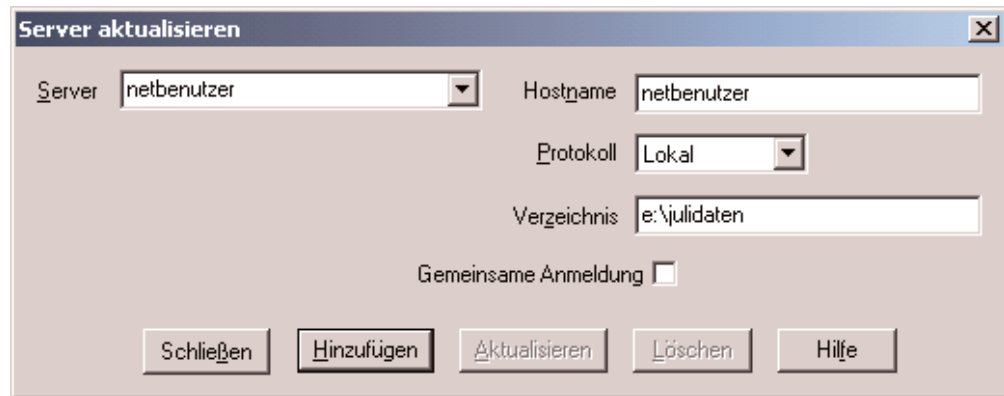 Server aktualisieren
Server netbenutzer Hostname netbenutzer
Protokoll Lokal
Verzeichnis e:\julidaten
Gemeinsame Anmeldung
Schließen Hinzufügen Aktualisieren Löschen Hilfe